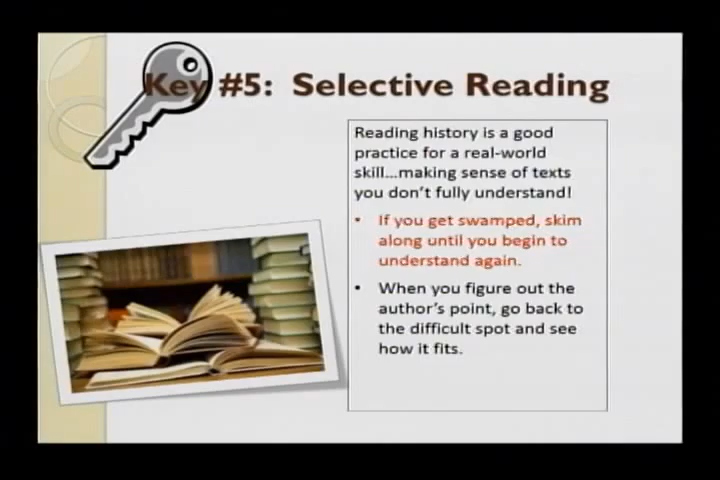 Key #5: Selective Reading
Reading history is a good
practice for a real-world
skill...making sense of texts
you don't fully understand!
• If you get swamped, skim
along until you begin to
understand again.
• When you figure out the
author's point, go back to
the difficult spot and see
how it fits.